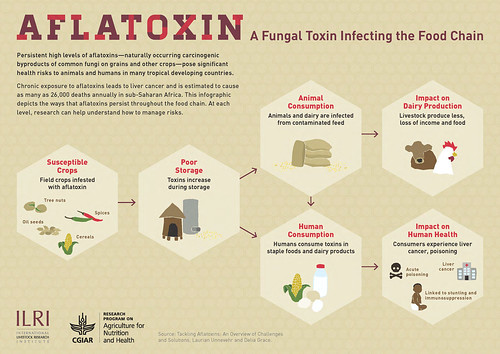 AFLATOXIN
A Fungal Toxin Infecting the Food Chain
Persistent high levels of aflatoxins—naturally occurring carcinogenic
byproducts of common fungi on grains and other crops—pose significant
health risks to animals and humans in many tropical developing countries.
Chronic exposure to aflatoxins leads to liver cancer and is estimated to cause
as many as 26,000 deaths annually in sub-Saharan Africa. This infographic
depicts the ways that aflatoxins persist throughout the food chain. At each
level, research can help understand how to manage risks.
Susceptible
Crops
Field crops infested
with aflatoxin
Tree nuts
Spices
Oil seeds
Cereals
Poor
Storage
Toxins increase
during storage
Animal
Consumption
Animals and dairy are infected
from contaminated feed
Impact on
Dairy Production
Livestock produce less,
loss of income and food
Human
Consumption
Humans consume toxins in
staple foods and dairy products
Impact on
Human Health
Consumers experience liver
cancer, poisoning
Acute
poisoning
Liver
cancer
Linked to stunting and
immunosuppression
ILRI
INTERNATIONAL
LIVESTOCK RESEARCH
INSTITUTE
CGIAR
RESEARCH
PROGRAM ON
Agriculture for
Nutrition
and Health
Source: Tackling Aflatoxins: An Overview of Challenges
and Solutions, Laurian Unnevehr and Delia Grace.